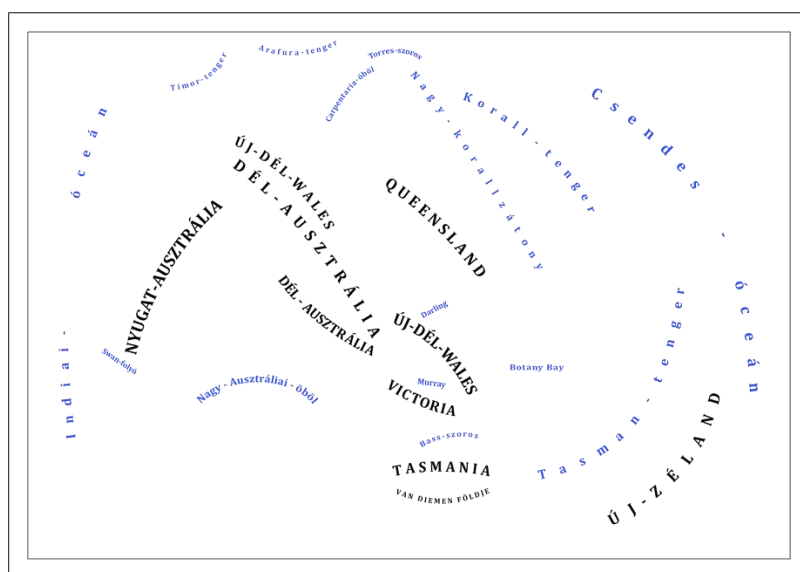 Arafura-tenger
Torres-szoros
Timor-tenger
Carpentaria-öböl
Nagy-korallzátony
Korall-tenger
Csendes - óceán
Indiai - óceán
ÚJ-DÉL-WALES
DÉL-AUSZTRÁLIA
QUEENSLAND
NYUGAT-AUSZTRÁLIA
DÉL - AUSZTRÁLIA
Darling
ÚJ-DÉL-WALES
Swan-folyó
Botany Bay
Nagy - Ausztráliai - öböl
Murray
VICTORIA
Tasman-tenger
ÚJ-ZÉLAND
Bass-szoros
TASMANIA
VAN DIEMEN FÖLDJE